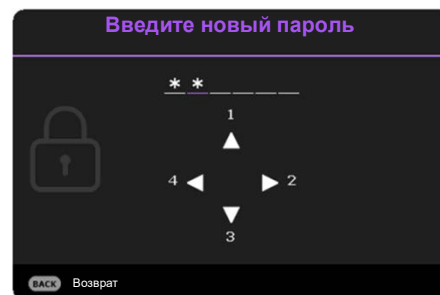 Введите новый пароль
* * _ _ _ _
1
4 2
3
BACK Возврат